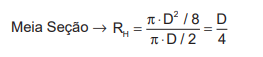 Meia Seção → R_H = (π · D² / 8) / (π · D / 2) = D / 4